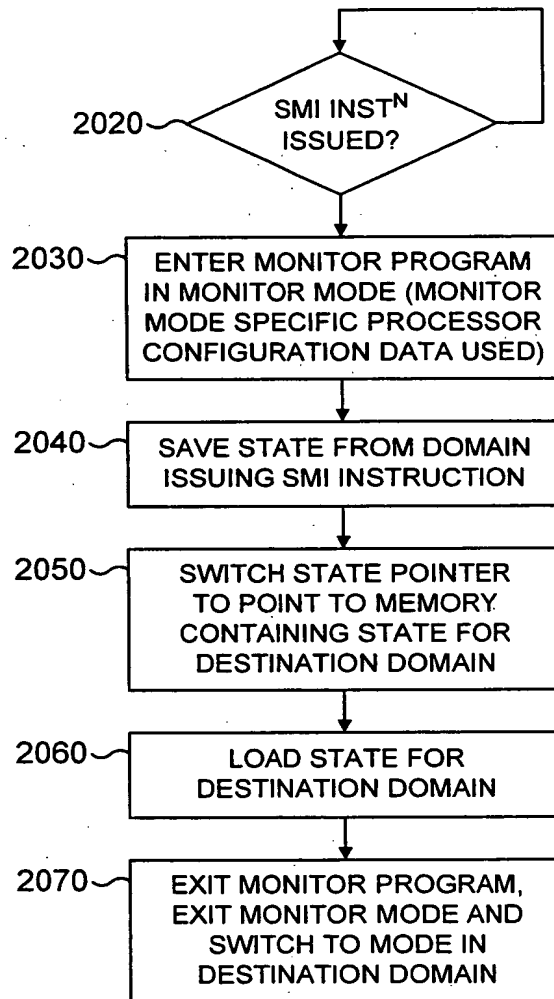 2020
SMI INSTᴺ
ISSUED?
2030
ENTER MONITOR PROGRAM
IN MONITOR MODE (MONITOR
MODE SPECIFIC PROCESSOR
CONFIGURATION DATA USED)
2040
SAVE STATE FROM DOMAIN
ISSUING SMI INSTRUCTION
2050
SWITCH STATE POINTER
TO POINT TO MEMORY
CONTAINING STATE FOR
DESTINATION DOMAIN
2060
LOAD STATE FOR
DESTINATION DOMAIN
2070
EXIT MONITOR PROGRAM,
EXIT MONITOR MODE AND
SWITCH TO MODE IN
DESTINATION DOMAIN